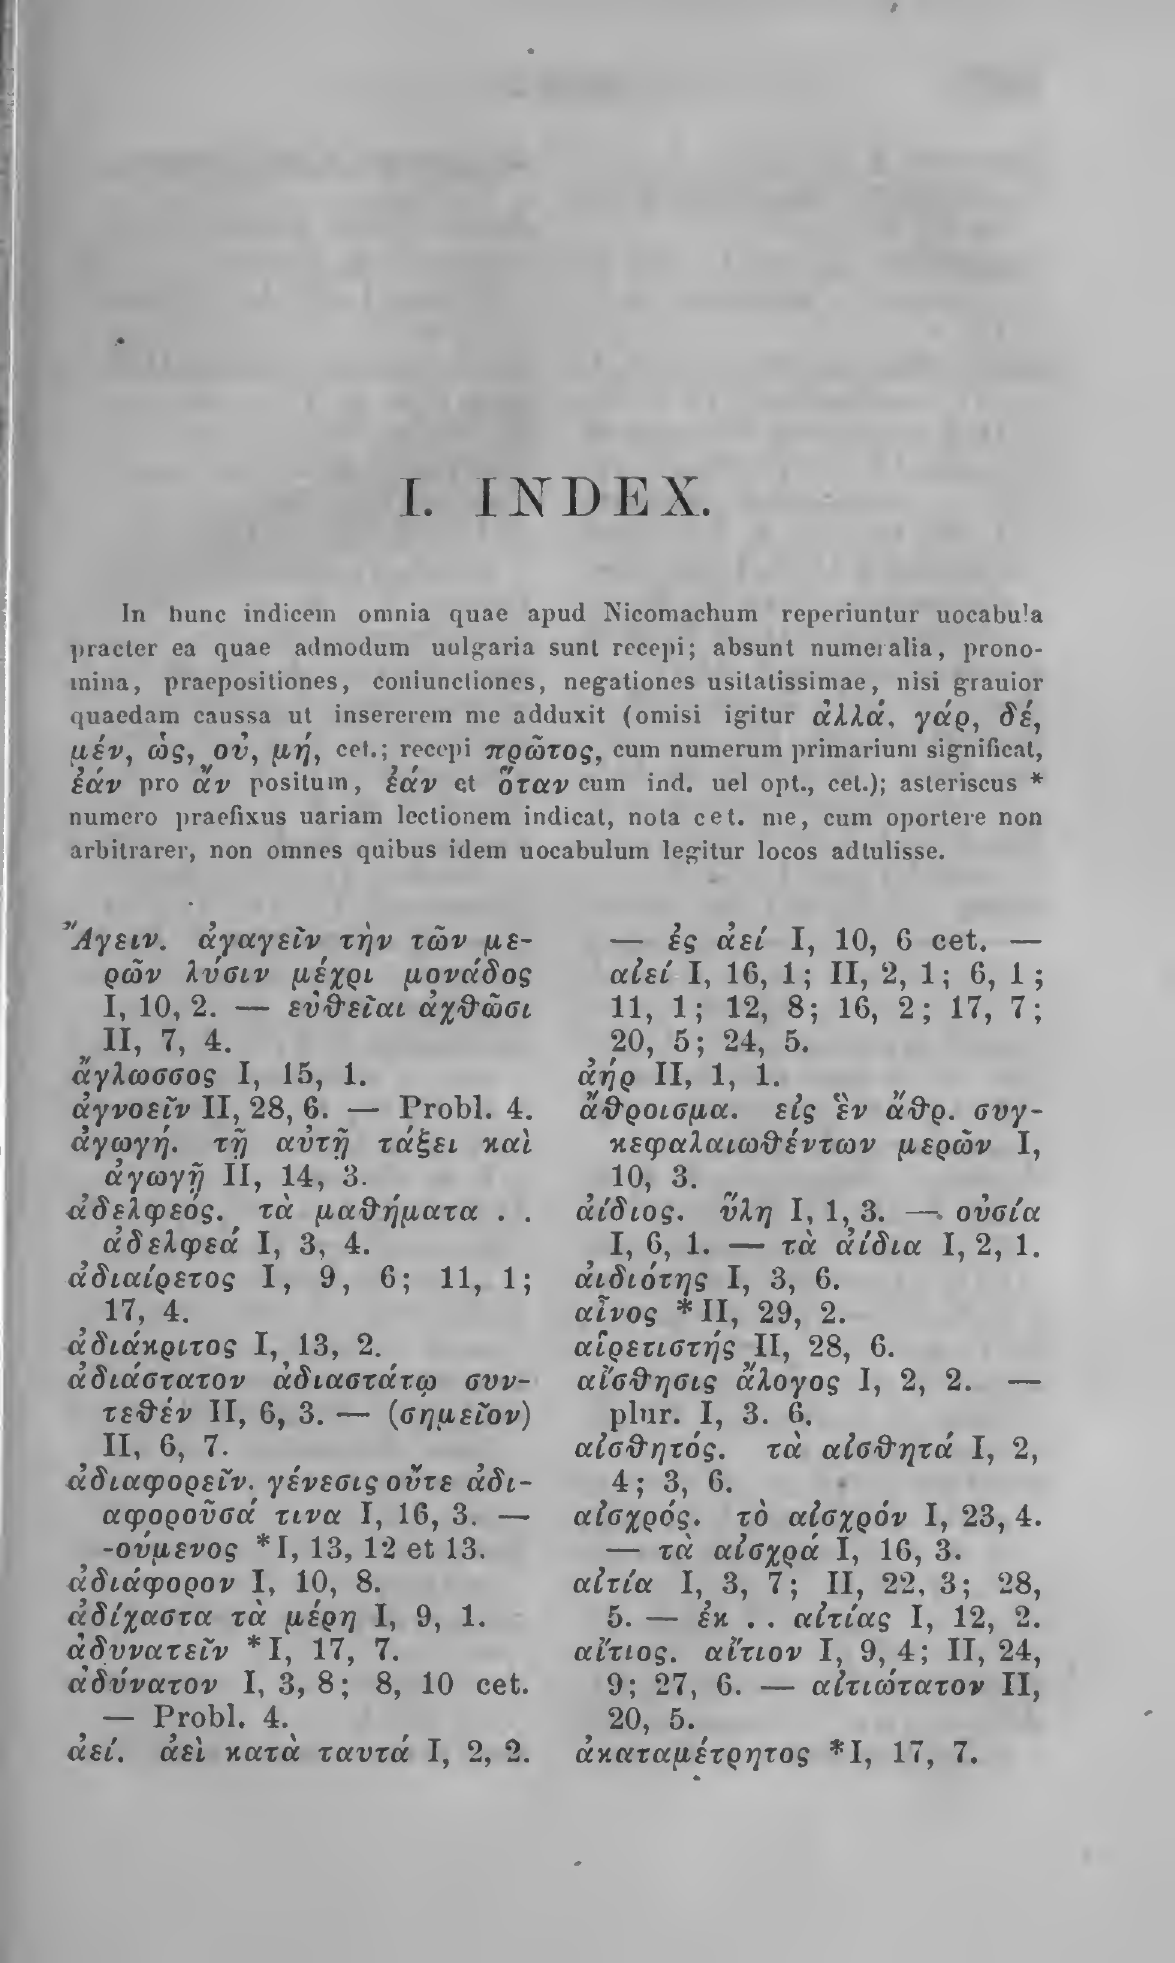 I. INDEX.
In hunc indicem omnia quae apud Nicomachum reperiuntur uocabula
praeter ea quae admodum uulgaria sunt recepi; absunt numeralia, prono-
mina, praepositiones, coniunctiones, negationes usitatissimae, nisi grauior
quaedam caussa ut insererem me adduxit (omisi igitur ἀλλά, γάρ, δέ,
μέν, ὡς, οὐ, μή, cet.; recepi πρῶτος, cum numerum primarium significat,
ἐάν pro ἄν positum, ἐάν et ὅταν cum ind. uel opt., cet.); asteriscus *
numero praefixus uariam lectionem indicat, nota cet. me, cum oportere non
arbitrarer, non omnes quibus idem uocabulum legitur locos adtulisse.
Ἄγειν. ἀγαγεῖν τὴν τῶν με-
ρῶν λύσιν μέχρι μονάδος
I, 10, 2. — εὐθεῖαι ἀχθῶσι
II, 7, 4.
ἄγλωσσος I, 15, 1.
ἀγνοεῖν II, 28, 6. — Probl. 4.
ἀγωγή. τῇ αὐτῇ τάξει καὶ
ἀγωγῇ II, 14, 3.
ἀδελφεός. τὰ μαθήματα . .
ἀδελφεά I, 3, 4.
ἀδιαίρετος I, 9, 6; 11, 1;
17, 4.
ἀδιάκριτος I, 13, 2.
ἀδιάστατον ἀδιαστάτῳ συν-
τεθέν II, 6, 3. — (σημεῖον)
II, 6, 7.
ἀδιαφορεῖν. γένεσις οὔτε ἀδι-
αφοροῦσά τινα I, 16, 3. —
-ούμενος *I, 13, 12 et 13.
ἀδιάφορον I, 10, 8.
ἀδίχαστα τὰ μέρη I, 9, 1.
ἀδυνατεῖν *I, 17, 7.
ἀδύνατον I, 3, 8; 8, 10 cet.
— Probl. 4.
ἀεί. ἀεὶ κατὰ ταυτά I, 2, 2.
— ἐς ἀεί I, 10, 6 cet. —
αἰεί I, 16, 1; II, 2, 1; 6, 1;
11, 1; 12, 8; 16, 2; 17, 7;
20, 5; 24, 5.
ἀήρ II, 1, 1.
ἄθροισμα. εἰς ἓν ἄθρ. συγ-
κεφαλαιωθέντων μερῶν I,
10, 3.
ἀΐδιος. ὕλη I, 1, 3. — οὐσία
I, 6, 1. — τὰ ἀΐδια I, 2, 1.
ἀιδιότης I, 3, 6.
αἶνος *II, 29, 2.
αἱρετιστής II, 28, 6.
αἴσθησις ἄλογος I, 2, 2. —
plur. I, 3. 6.
αἰσθητός. τὰ αἰσθητά I, 2,
4; 3, 6.
αἰσχρός. τὸ αἰσχρόν I, 23, 4.
— τὰ αἰσχρά I, 16, 3.
αἰτία I, 3, 7; II, 22, 3; 28,
5. — ἐκ . . αἰτίας I, 12, 2.
αἴτιος. αἴτιον I, 9, 4; II, 24,
9; 27, 6. — αἰτιώτατον II,
20, 5.
ἀκαταμέτρητος *I, 17, 7.